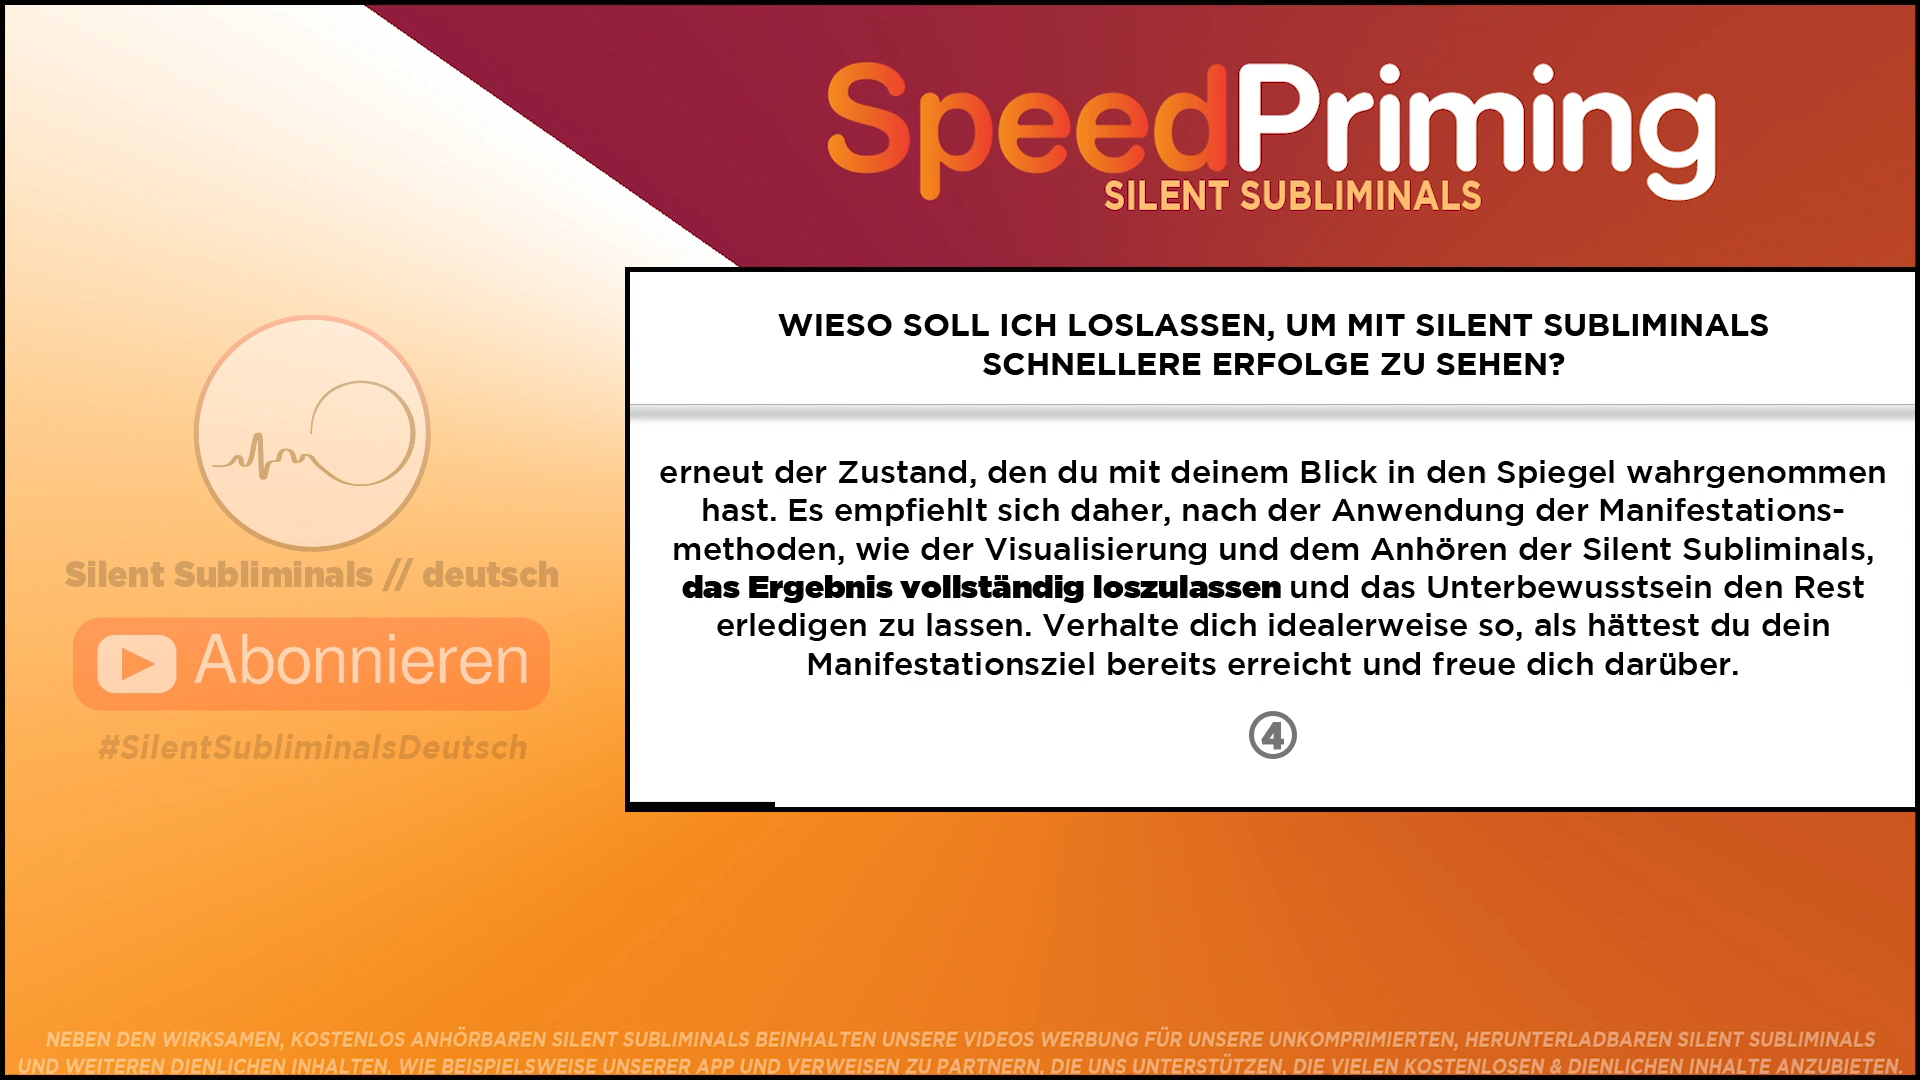 SpeedPriming
SILENT SUBLIMINALS
WIESO SOLL ICH LOSLASSEN, UM MIT SILENT SUBLIMINALS
SCHNELLERE ERFOLGE ZU SEHEN?
erneut der Zustand, den du mit deinem Blick in den Spiegel wahrgenommen
hast. Es empfiehlt sich daher, nach der Anwendung der Manifestations-
methoden, wie der Visualisierung und dem Anhören der Silent Subliminals,
das Ergebnis vollständig loszulassen und das Unterbewusstsein den Rest
erledigen zu lassen. Verhalte dich idealerweise so, als hättest du dein
Manifestationsziel bereits erreicht und freue dich darüber.
4
Silent Subliminals // deutsch
Abonnieren
#SilentSubliminalsDeutsch
NEBEN DEN WIRKSAMEN, KOSTENLOS ANHÖRBAREN SILENT SUBLIMINALS BEINHALTEN UNSERE VIDEOS WERBUNG FÜR UNSERE UNKOMPRIMIERTEN, HERUNTERLADBAREN SILENT SUBLIMINALS
UND WEITEREN DIENLICHEN INHALTEN, WIE BEISPIELSWEISE UNSERER APP UND VERWEISEN ZU PARTNERN, DIE UNS UNTERSTÜTZEN, DIE VIELEN KOSTENLOSEN & DIENLICHEN INHALTE ANZUBIETEN.